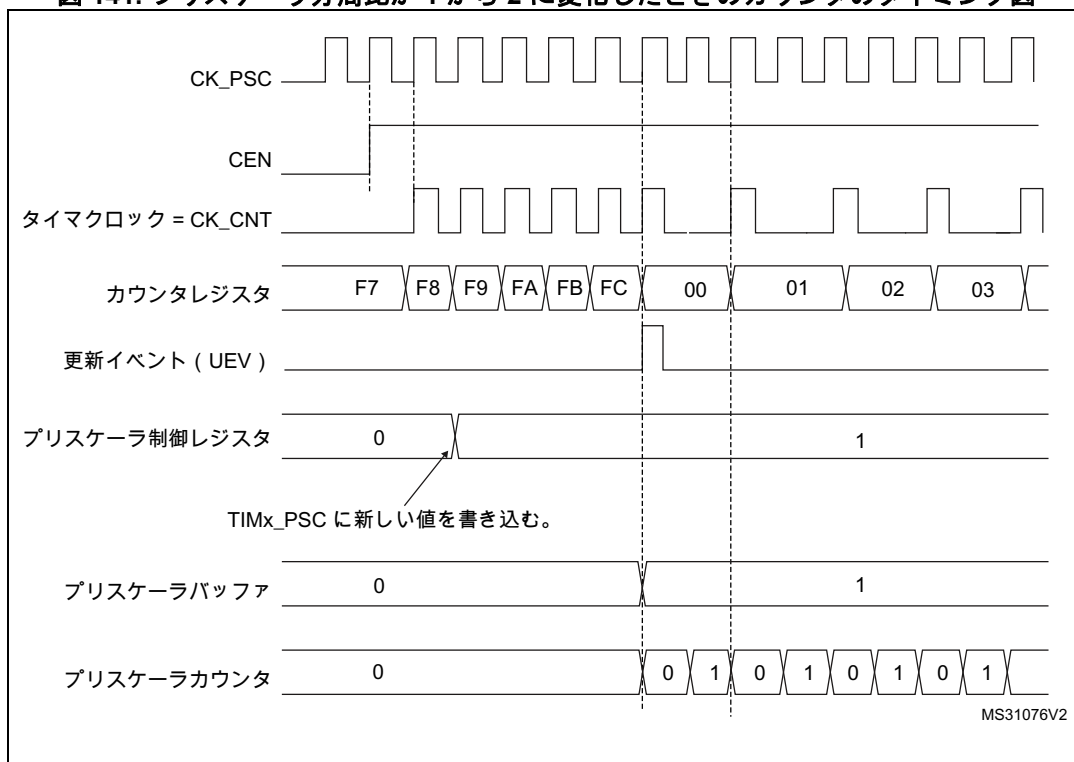 図 141. プリスケーラ分周比が 1 から 2 に変化したときのカウンタのタイミング図
CK_PSC
CEN
タイマクロック = CK_CNT
カウンタレジスタ F7 F8 F9 FA FB FC 00 01 02 03
更新イベント ( UEV )
プリスケーラ制御レジスタ 0 1
TIMx_PSC に新しい値を書き込む。
プリスケーラバッファ 0 1
プリスケーラカウンタ 0 0 1 0 1 0 1 0 1
MS31076V2